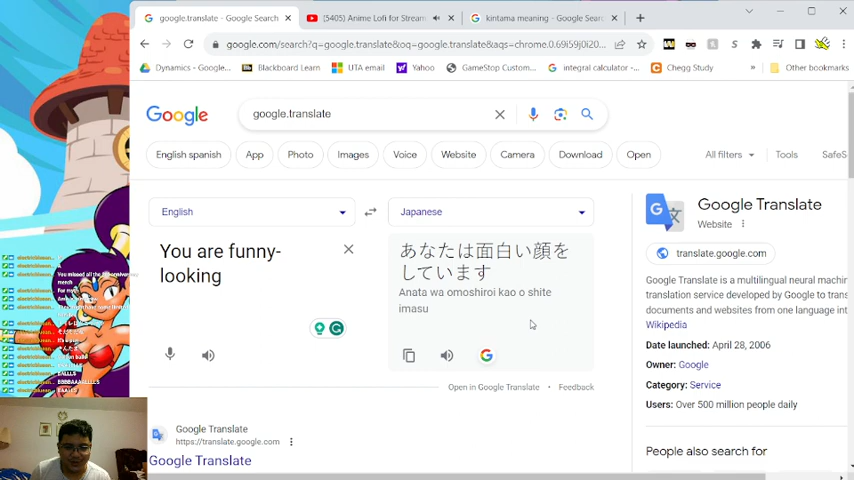 google.translate - Google Search
(5405) Anime Lofi for Stream
kintama meaning - Google Sear
google.com/search?q=google.translate&oq=google.translate&aqs=chrome.0.69i59j0i20...
Dynamics - Google...
Blackboard Learn
UTA email
Yahoo
GameStop Custom...
integral calculator -...
Chegg Study
»
Other bookmarks
Google
google.translate
English spanish
App
Photo
Images
Voice
Website
Camera
Download
Open
All filters
Tools
SafeS
English
Japanese
You are funny-
looking
あなたは面白い顔を
しています
Anata wa omoshiroi kao o shite
imasu
Open in Google Translate • Feedback
Google Translate
https://translate.google.com
Google Translate
Google Translate
Website
translate.google.com
Google Translate is a multilingual neural machin
translation service developed by Google to trans
documents and websites from one language int
Wikipedia
Date launched: April 28, 2006
Owner: Google
Category: Service
Users: Over 500 million people daily
People also search for